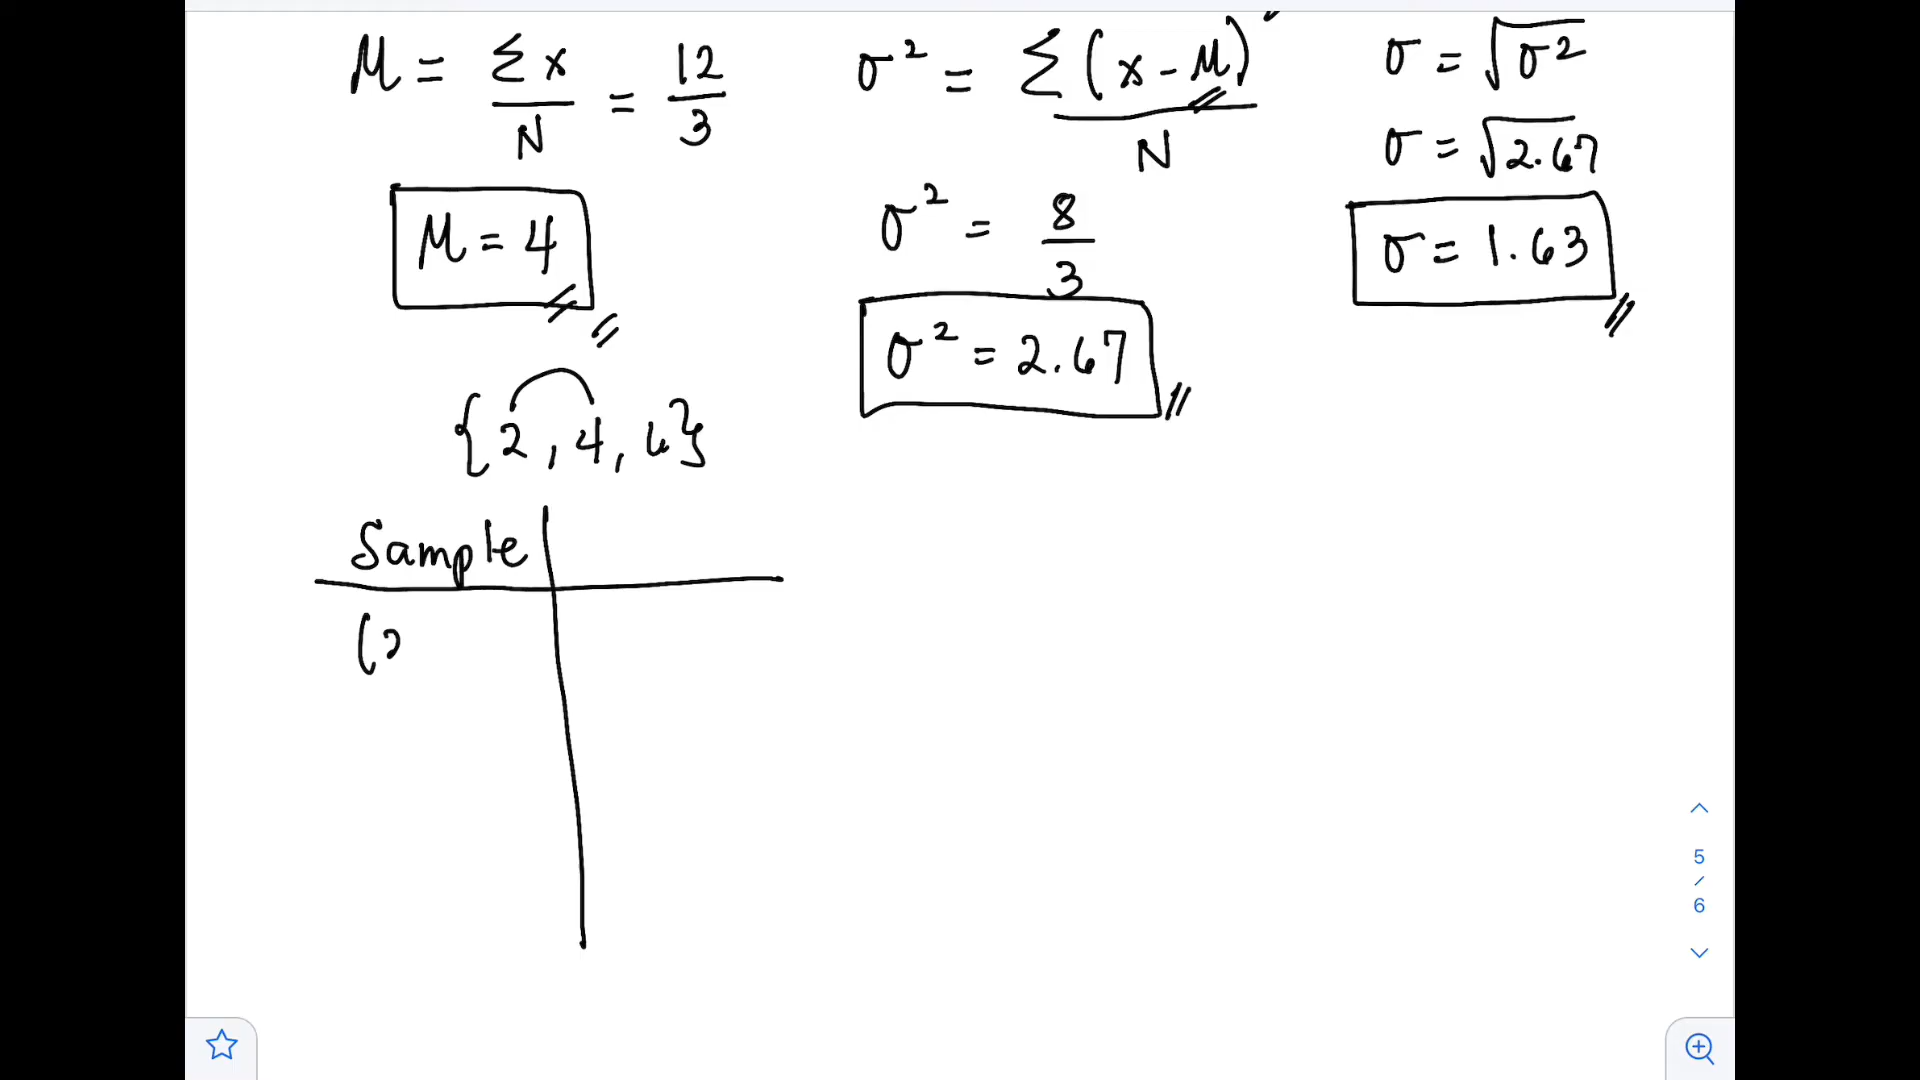 M = Σx / N = 12 / 3
M = 4
σ² = Σ(x - M)² / N
σ² = 8 / 3
σ² = 2.67
σ = √σ²
σ = √2.67
σ = 1.63
{2, 4, 6}
Sample
(2
5
/
6